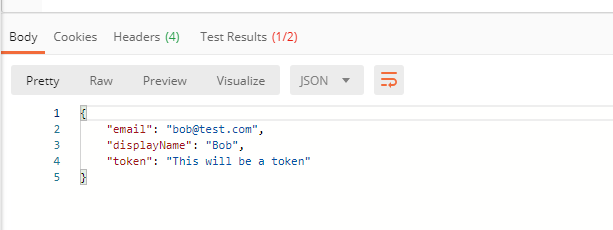 Body Cookies Headers (4) Test Results (1/2)
Pretty Raw Preview Visualize JSON
1 {
2 "email": "bob@test.com",
3 "displayName": "Bob",
4 "token": "This will be a token"
5 }